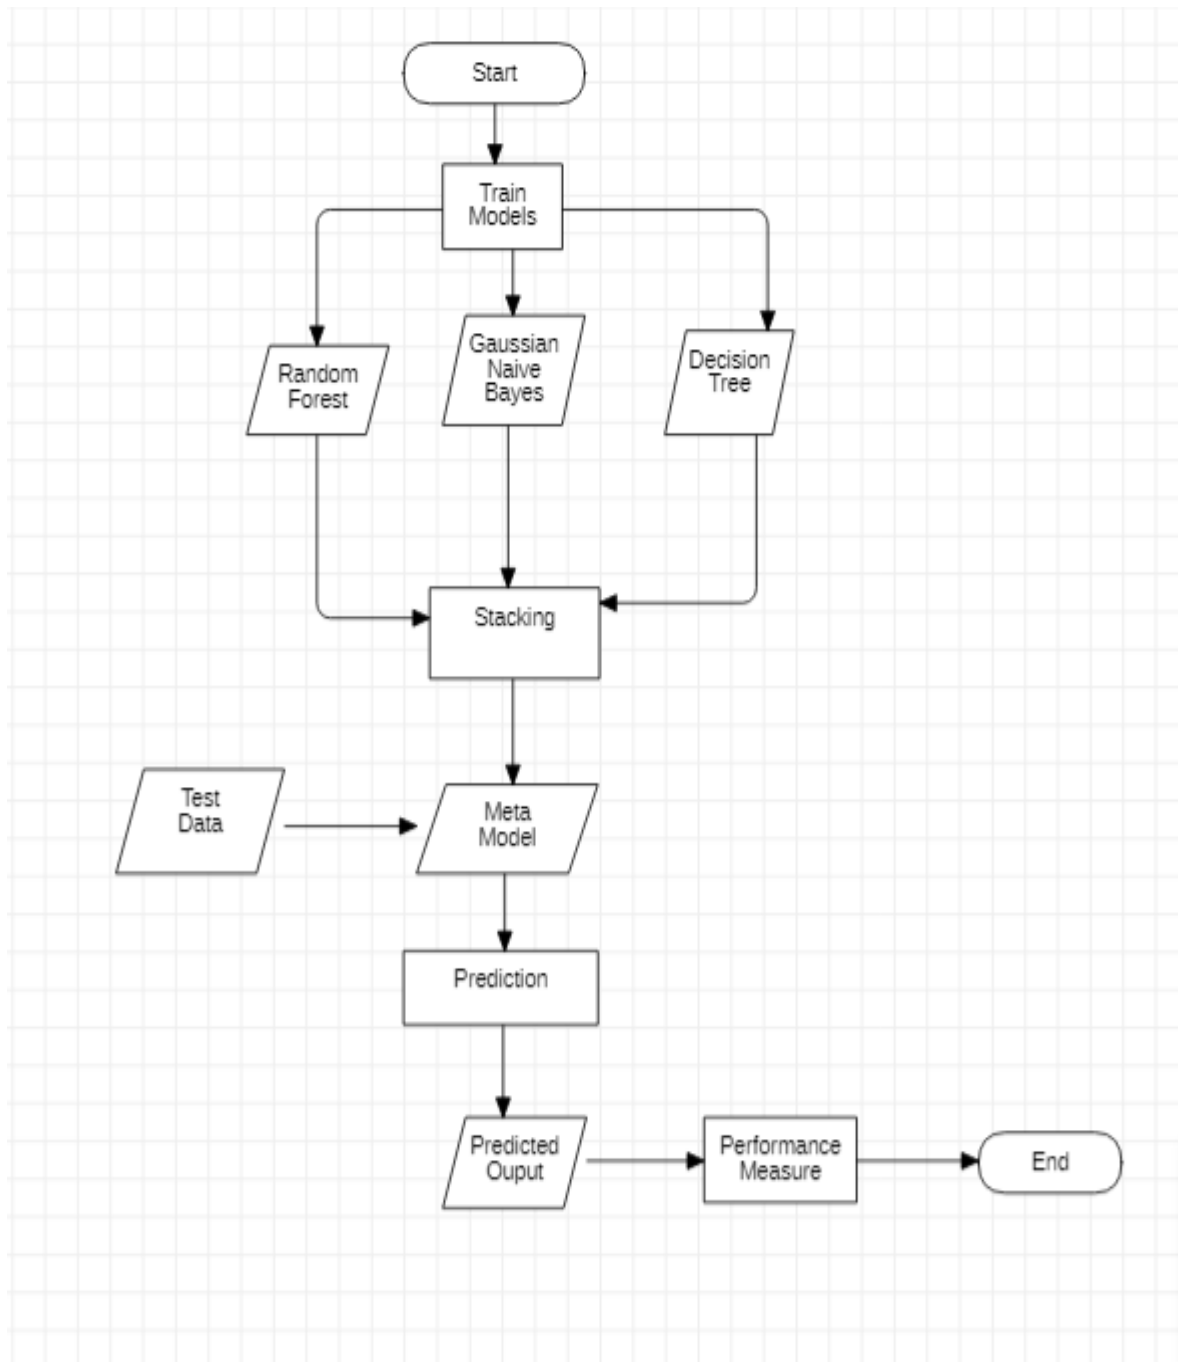 Start
Train
Models
Random
Forest
Gaussian
Naive
Bayes
Decision
Tree
Stacking
Test
Data
Meta
Model
Prediction
Predicted
Ouput
Performance
Measure
End